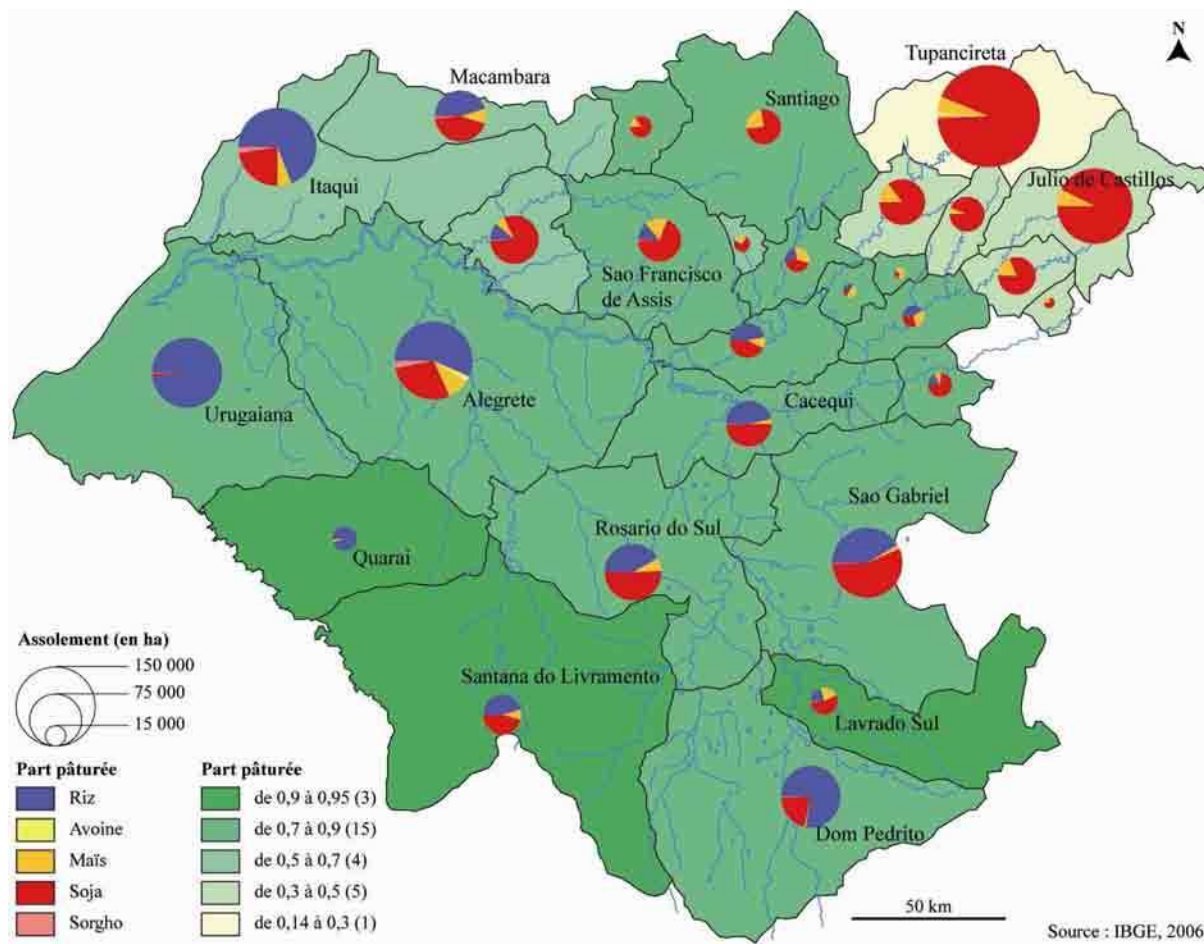 N
Tupancireta
Macambara
Santiago
Julio de Castillos
Itaqui
Sao Francisco
de Assis
Urugaiana
Alegrete
Cacequi
Sao Gabriel
Rosario do Sul
Quarai
Santana do Livramento
Lavrado Sul
Dom Pedrito
Assolement (en ha)
150 000
75 000
15 000
Part pâturée
Riz
Avoine
Maïs
Soja
Sorgho
Part pâturée
de 0,9 à 0,95 (3)
de 0,7 à 0,9 (15)
de 0,5 à 0,7 (4)
de 0,3 à 0,5 (5)
de 0,14 à 0,3 (1)
50 km
Source : IBGE, 2006